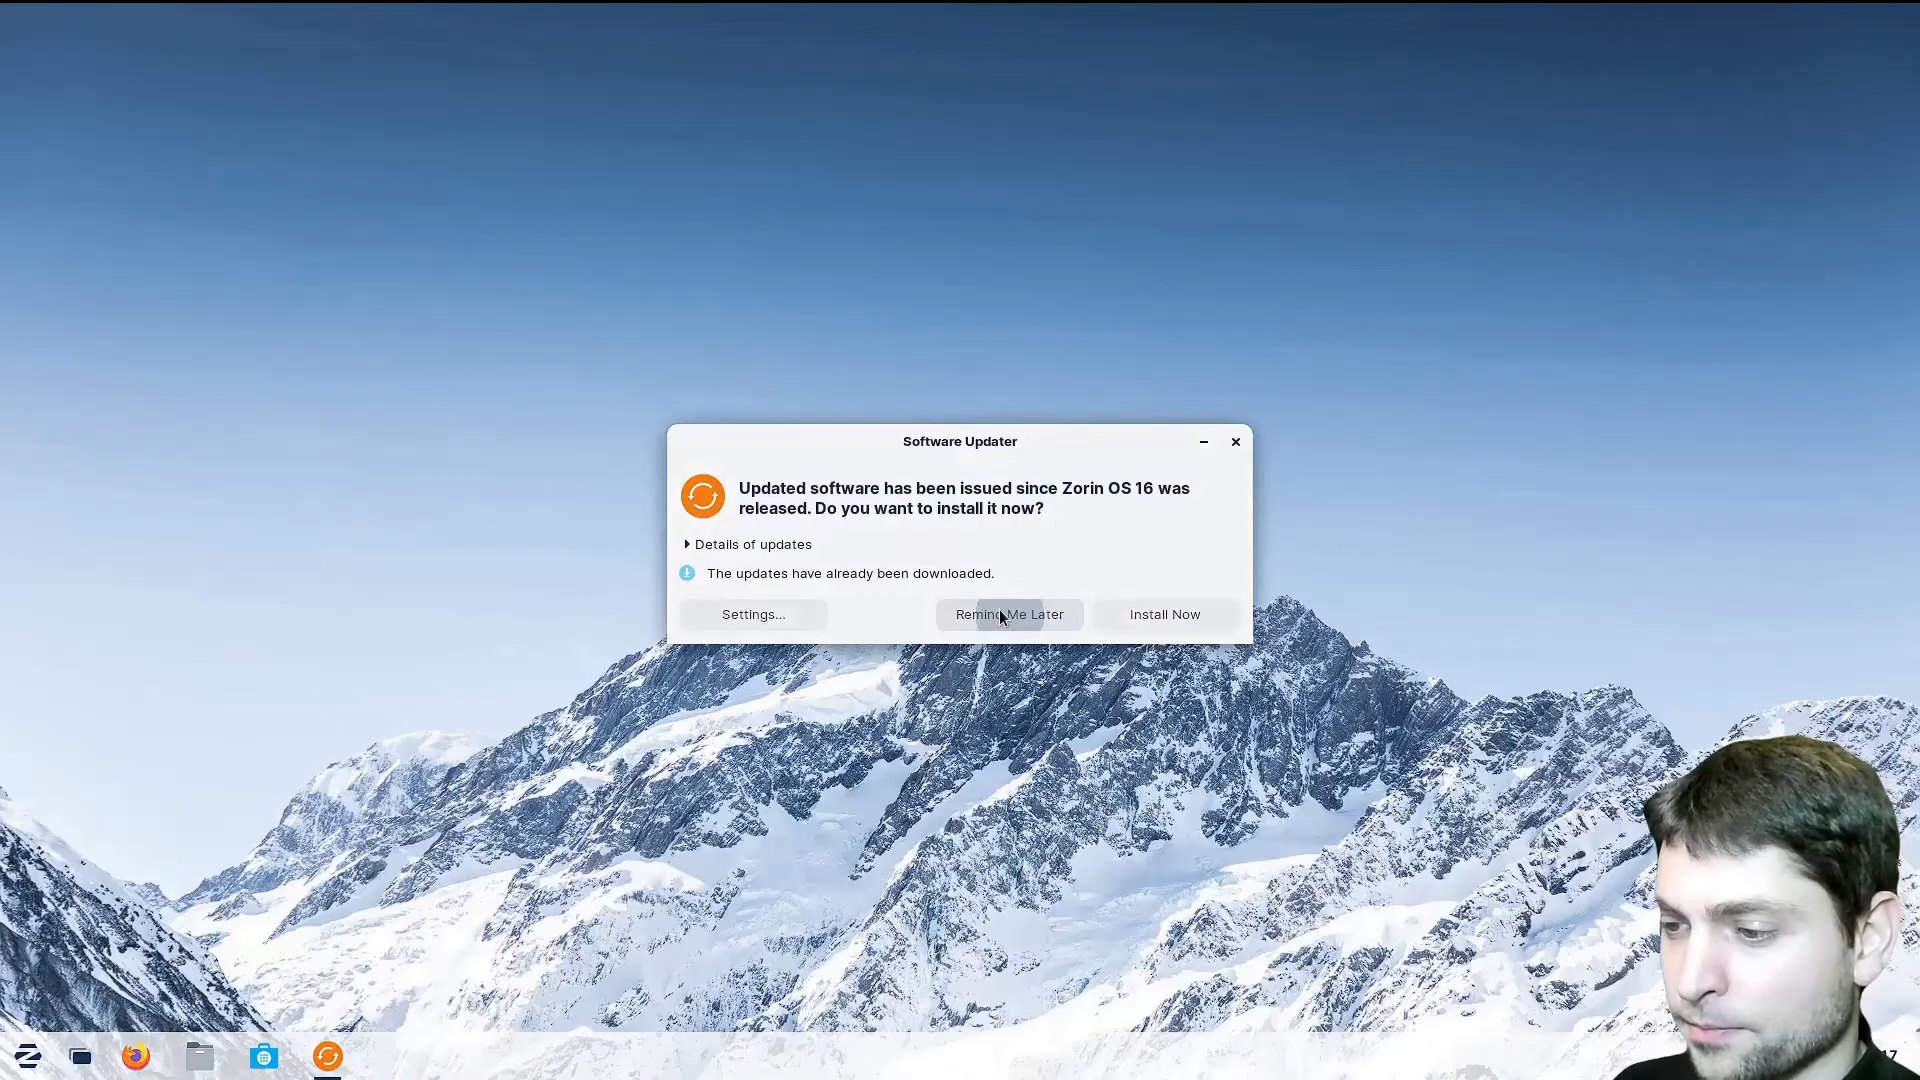 Software Updater
Updated software has been issued since Zorin OS 16 was
released. Do you want to install it now?
Details of updates
The updates have already been downloaded.
Settings...
Remind Me Later
Install Now
17